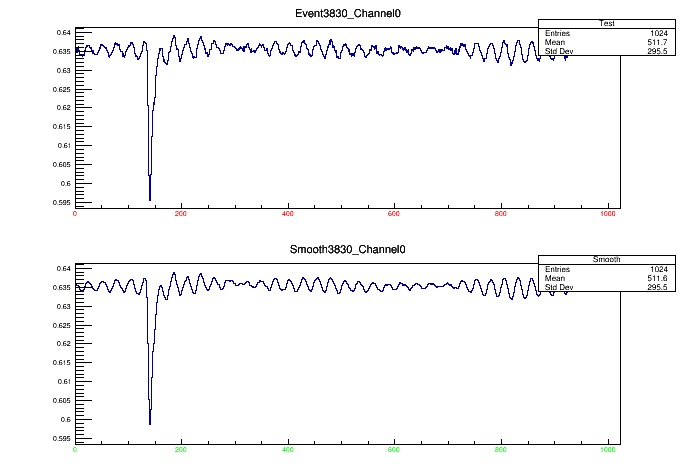 Event3830_Channel0
Test
Entries 1024
Mean 511.7
Std Dev 295.5
0.64
0.635
0.63
0.625
0.62
0.615
0.61
0.605
0.6
0.595
0 200 400 600 800 1000
Smooth3830_Channel0
Smooth
Entries 1024
Mean 511.6
Std Dev 295.5
0.64
0.635
0.63
0.625
0.62
0.615
0.61
0.605
0.6
0.595
0 200 400 600 800 1000